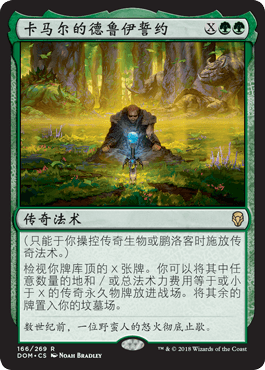 卡马尔的德鲁伊誓约 X
传奇法术
(只能于你操控传奇生物或鹏洛客时施放传
奇法术。)
检视你牌库顶的X张牌。你可以将其中任
意数量的地和／或总法术力费用等于或小
于X的传奇永久物牌放进战场。将其余的
牌置入你的坟墓场。
数世纪前，一位野蛮人的怒火彻底止歇。
166/269 R
DOM • CS NOAH BRADLEY
™ & © 2018 Wizards of the Coast